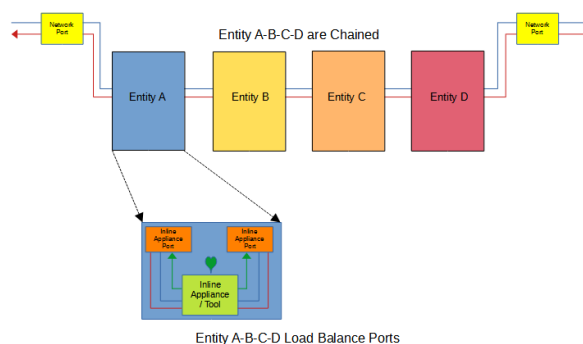 Network
Port
Entity A-B-C-D are Chained
Network
Port
Entity A
Entity B
Entity C
Entity D
Inline
Appliance
Port
Inline
Appliance
Port
Inline
Appliance
/ Tool
Entity A-B-C-D Load Balance Ports